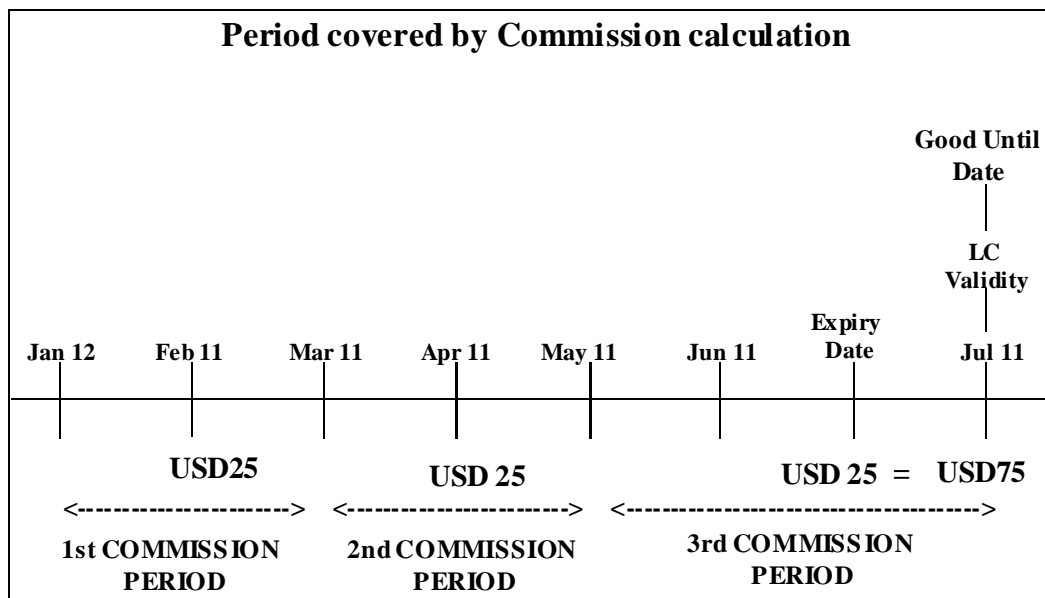 Period covered by Commission calculation
Good Until
Date
LC
Validity
Expiry
Date
Jan 12
Feb 11
Mar 11
Apr 11
May 11
Jun 11
Jul 11
USD25
USD 25
USD 25 = USD75
<----------------------->
<----------------------->
<--------------------------------------->
1st COMMISSION
PERIOD
2nd COMMISSION
PERIOD
3rd COMMISSION
PERIOD